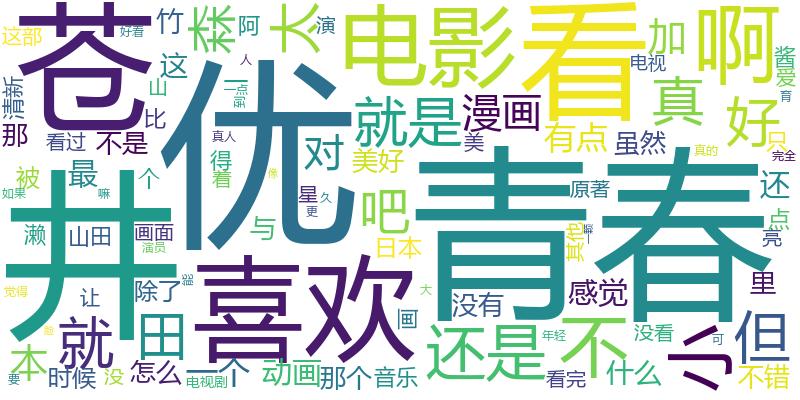 这部
好看
竹
森
阿
太
演
电影
看
加
啊
酱
苍
这
山
一点
人
电视
爱
清新
优
就是
漫画
真
好
育
那
看过
不是
比
真人
对
有点
虽然
只
被
最
个
得
着
美好
美
真的
完全
如果
嘛
星
像
久
更
吧
青春
原著
还
点
井
濑
山田
画面
演员
与
日本
其他
亮
觉得
让
除了
能
喜欢
没有
感觉
里
就
田
画
大
还是
不
小
但
本
年轻
没看
可
要
时候
没
怎么
一个
电视剧
动画
那个
音乐
看完
什么
不错